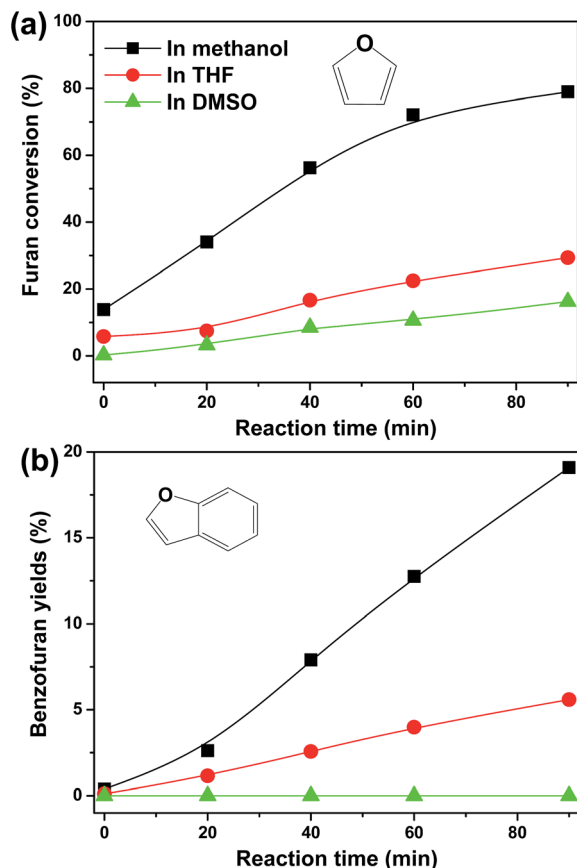 (a)
100
80
60
40
20
0
Furan conversion (%)
In methanol
In THF
In DMSO
O
0 20 40 60 80
Reaction time (min)
(b)
20
15
10
5
0
Benzofuran yields (%)
O
0 20 40 60 80
Reaction time (min)